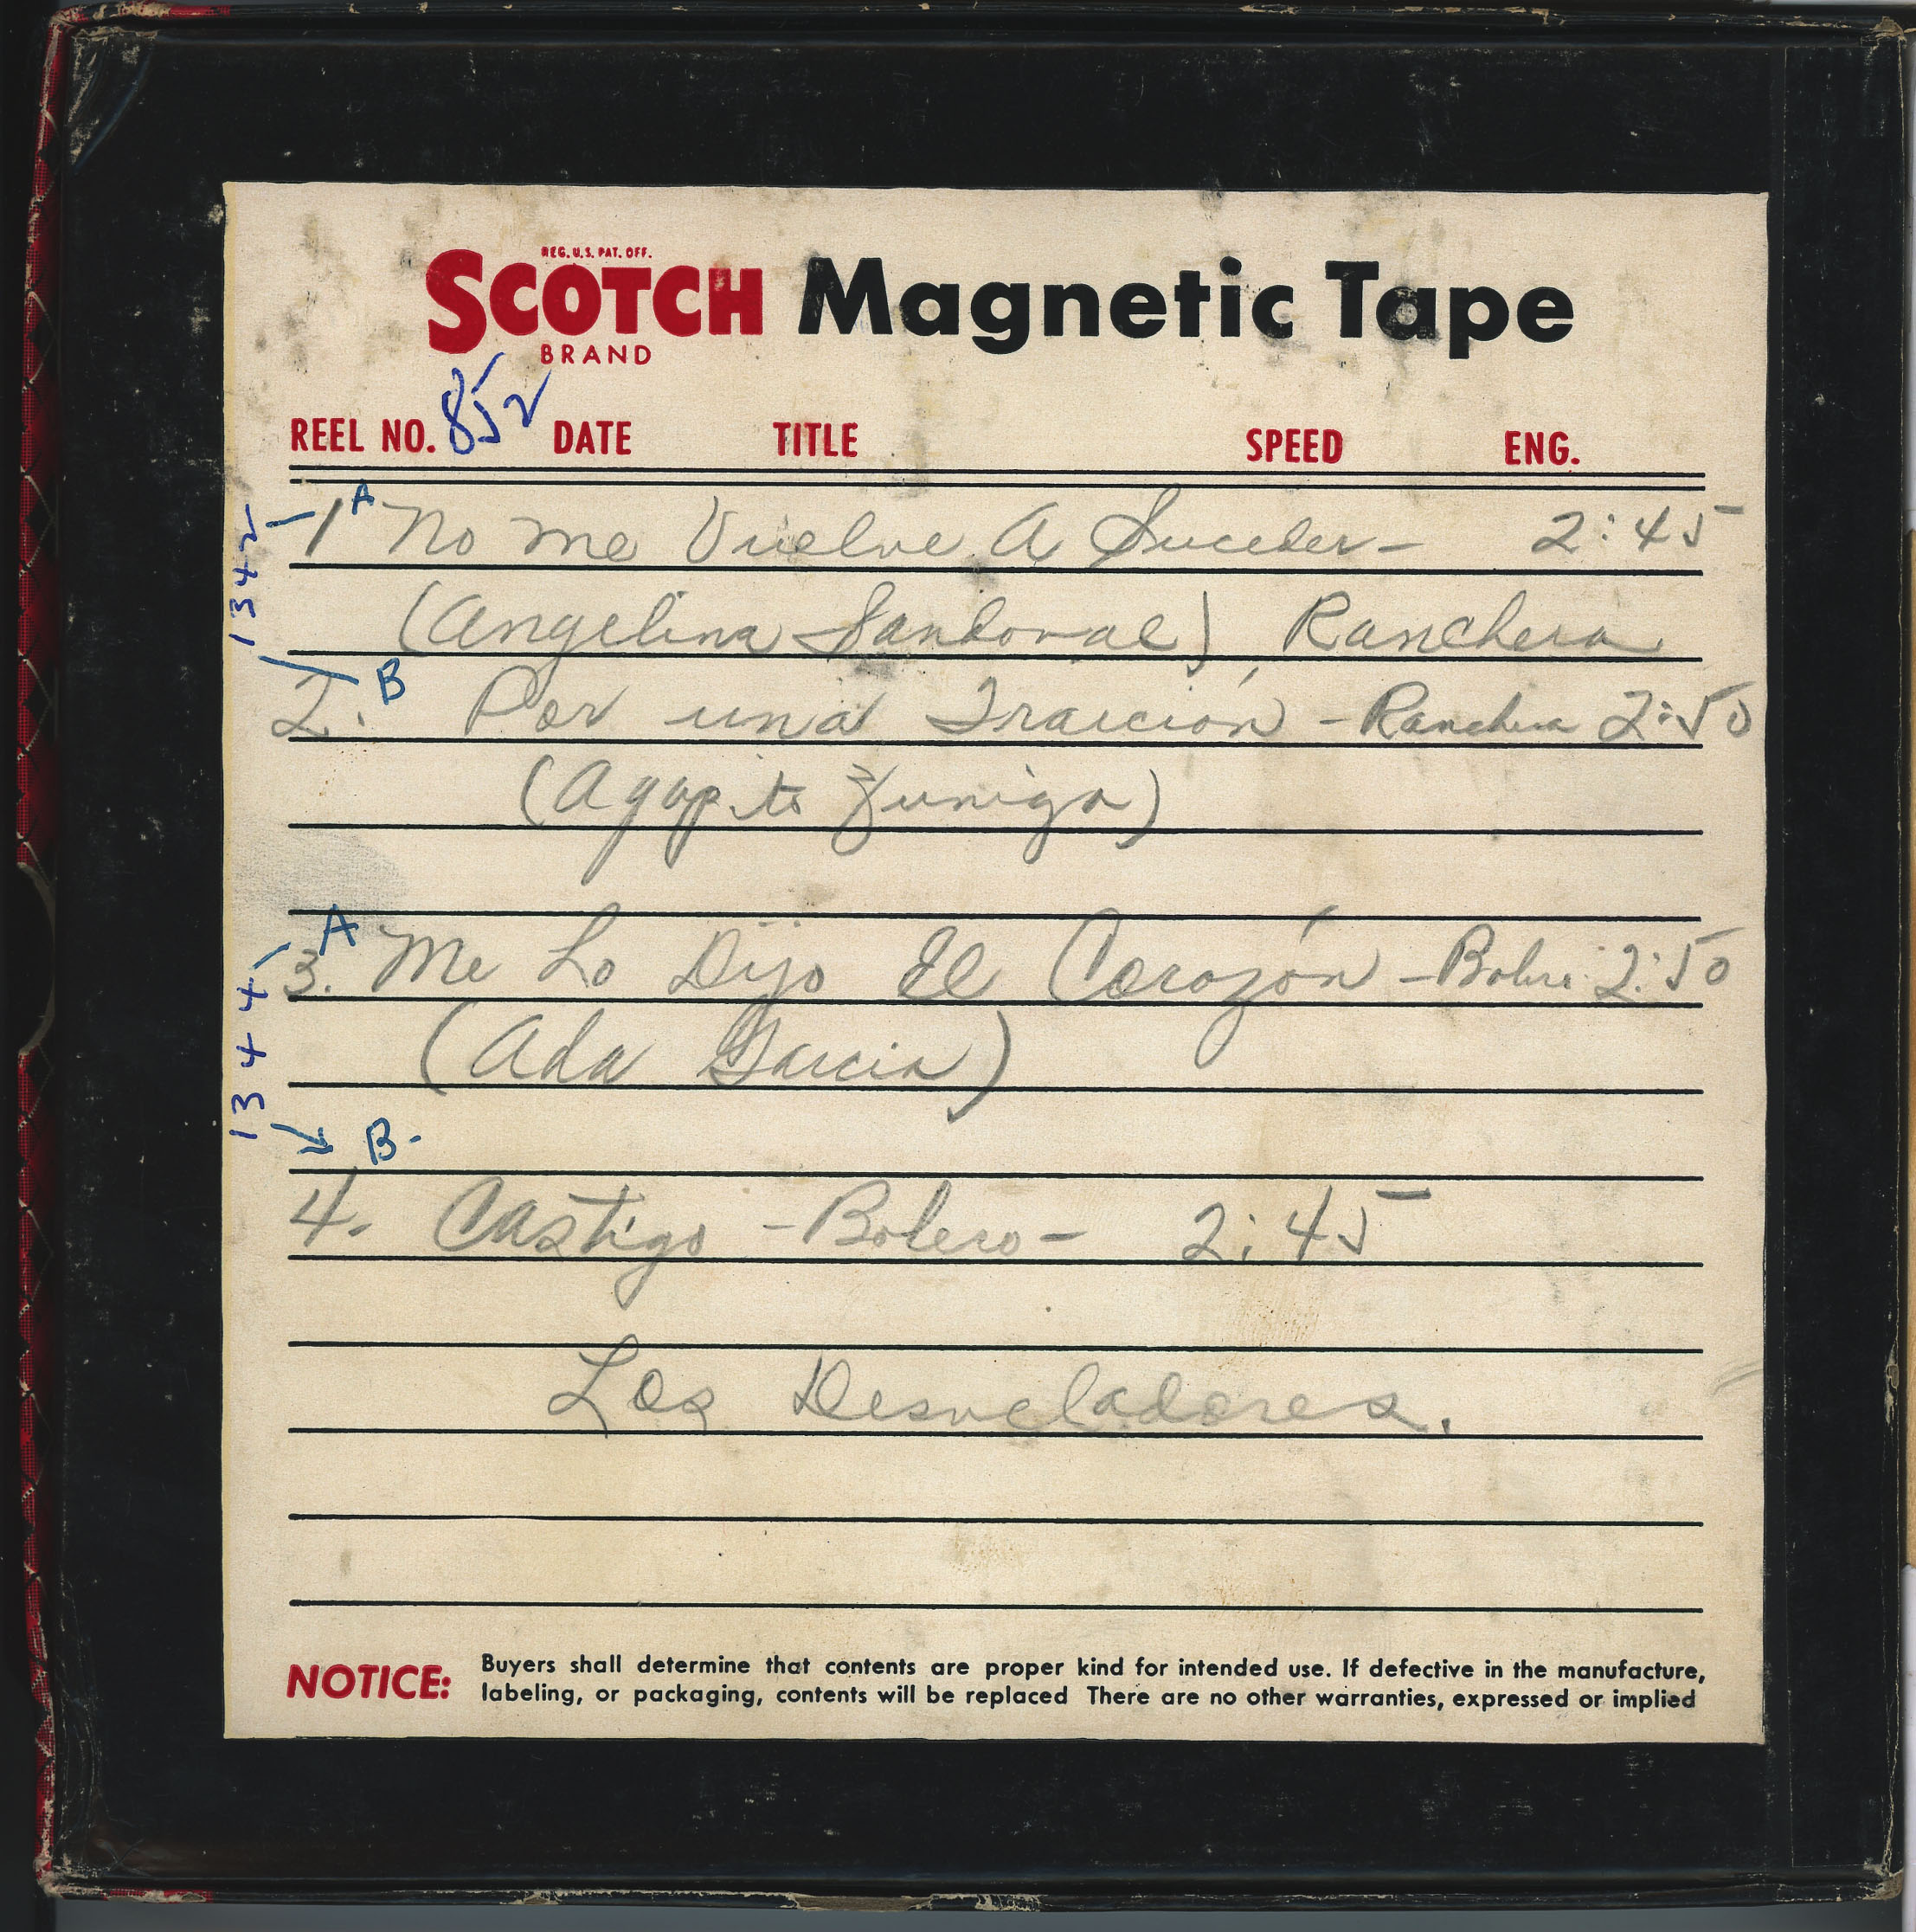 REG. U.S. PAT. OFF.
SCOTCH Magnetic Tape
BRAND
REEL NO. 852 DATE TITLE SPEED ENG.
1342
1 A No me Vuelve A Suceder - 2:45
(Angelina Sandoval) Ranchera
2. B Por una Traición - Ranchera 2:50
(Agapito Zuniga)
1344
3. A Me Lo Dijo El Corazón - Bolero 2:50
(Ada Garcia)
B-
4. Castigo - Bolero - 2:45
Los Desveladores.
NOTICE: Buyers shall determine that contents are proper kind for intended use. If defective in the manufacture,
labeling, or packaging, contents will be replaced There are no other warranties, expressed or implied